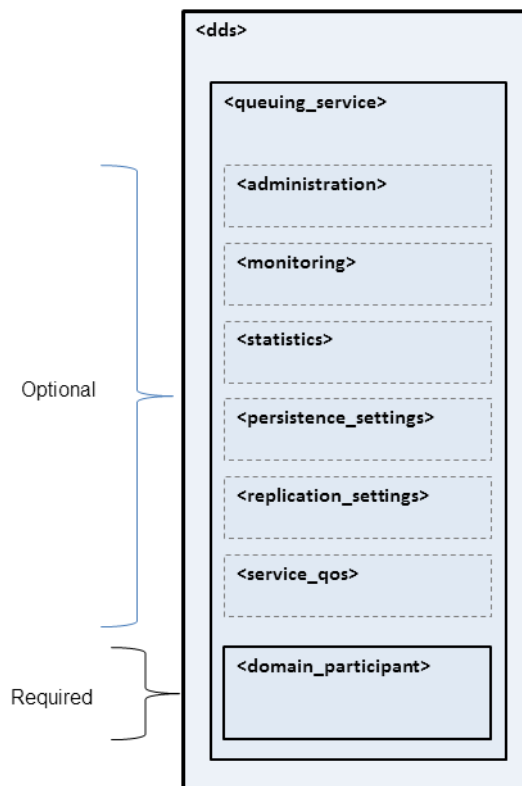 <dds>
<queuing_service>
<administration>
<monitoring>
<statistics>
Optional
<persistence_settings>
<replication_settings>
<service_qos>
<domain_participant>
Required